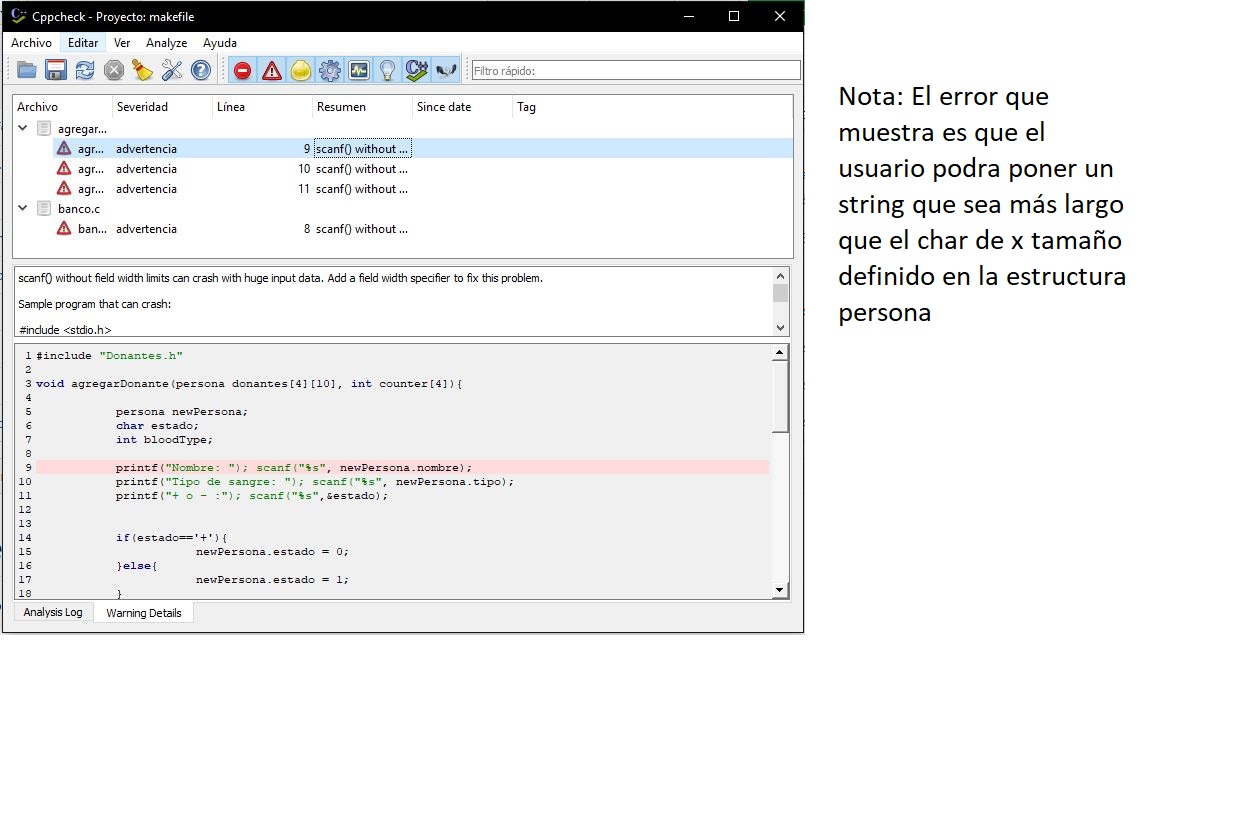 Cppcheck - Proyecto: makefile
Archivo Editar Ver Analyze Ayuda
Filtro rápido:
Archivo Severidad Línea Resumen Since date Tag
agregar...
agr... advertencia 9 scanf() without ...
agr... advertencia 10 scanf() without ...
agr... advertencia 11 scanf() without ...
banco.c
ban... advertencia 8 scanf() without ...
scanf() without field width limits can crash with huge input data. Add a field width specifier to fix this problem.
Sample program that can crash:
#include <stdio.h>
1 #include "Donantes.h"
2
3 void agregarDonante(persona donantes[4][10], int counter[4]){
4
5 persona newPersona;
6 char estado;
7 int bloodType;
8
9 printf("Nombre: "); scanf("%s", newPersona.nombre);
10 printf("Tipo de sangre: "); scanf("%s", newPersona.tipo);
11 printf("+ o - :"); scanf("%s",&estado);
12
13
14 if(estado=='+'){
15 newPersona.estado = 0;
16 }else{
17 newPersona.estado = 1;
18 }
Analysis Log Warning Details
Nota: El error que
muestra es que el
usuario podra poner un
string que sea más largo
que el char de x tamaño
definido en la estructura
persona